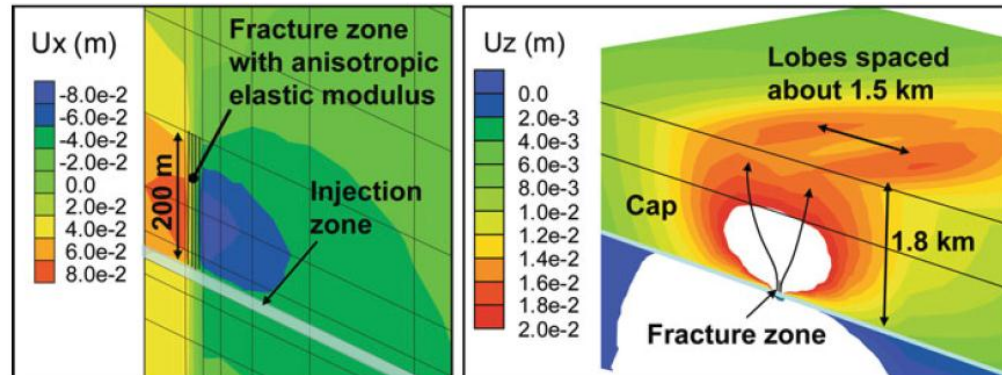 Ux (m)
-8.0e-2
-6.0e-2
-4.0e-2
-2.0e-2
0.0
2.0e-2
4.0e-2
6.0e-2
8.0e-2
Fracture zone
with anisotropic
elastic modulus
200 m
Injection
zone
Uz (m)
0.0
2.0e-3
4.0e-3
6.0e-3
8.0e-3
1.0e-2
1.2e-2
1.4e-2
1.6e-2
1.8e-2
2.0e-2
Lobes spaced
about 1.5 km
Cap
1.8 km
Fracture zone